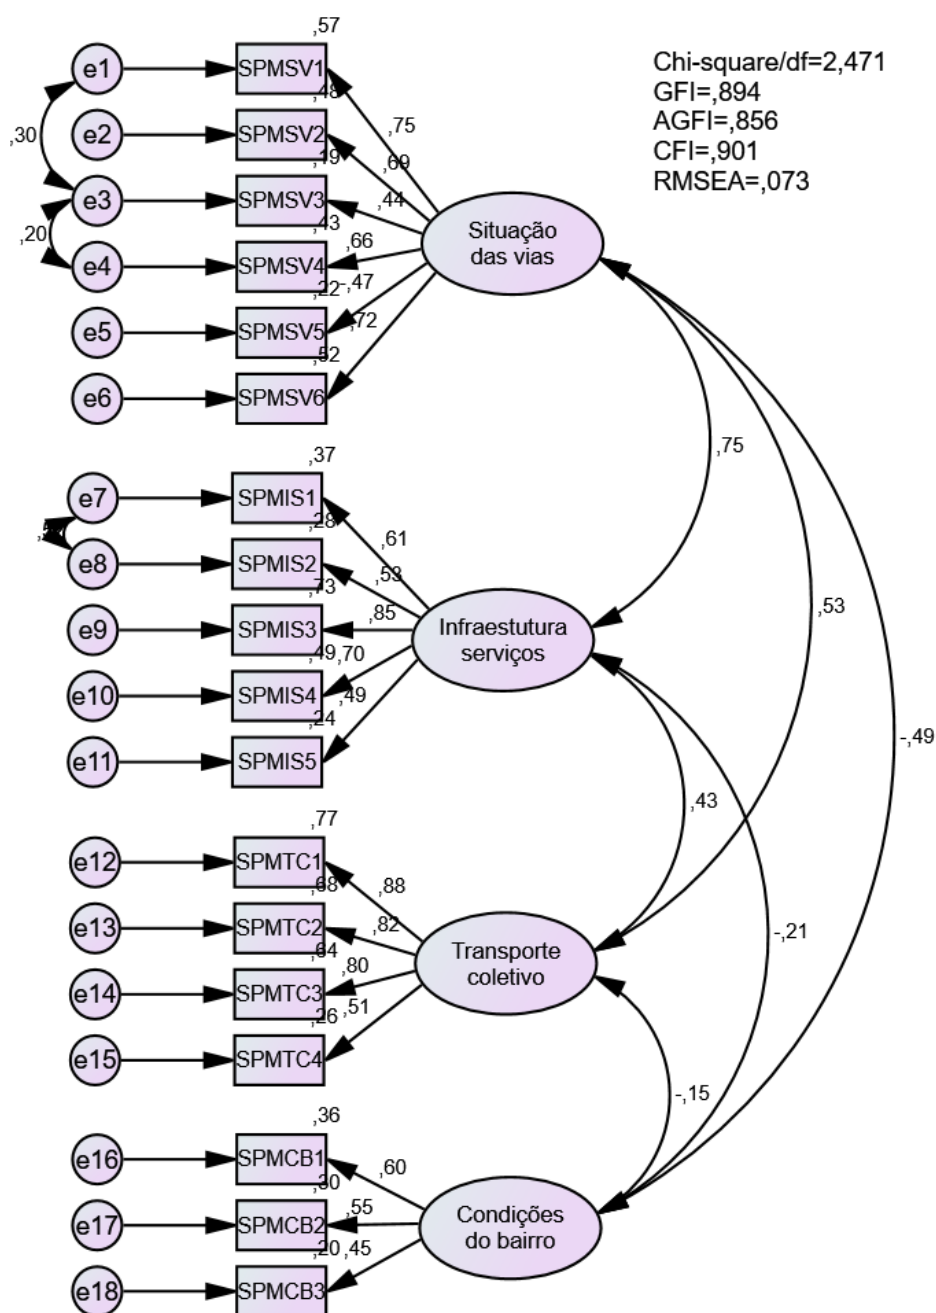 ,57
Chi-square/df=2,471
GFI=,894
AGFI=,856
CFI=,901
RMSEA=,073
e1
SPMSV1
,48
,75
,30
e2
SPMSV2
,19
,69
e3
SPMSV3
,44
,43
,20
e4
SPMSV4
,66
,22
-,47
e5
SPMSV5
,72
,52
e6
SPMSV6
Situação
das vias
,75
,53
-,49
,37
e7
SPMIS1
,28
,61
e8
SPMIS2
,73
,53
e9
SPMIS3
,85
,49
,70
e10
SPMIS4
,49
,24
e11
SPMIS5
Infraestutura
serviços
,43
-,21
,77
e12
SPMTC1
,68
,88
e13
SPMTC2
,82
,64
e14
SPMTC3
,80
,26
,51
e15
SPMTC4
Transporte
coletivo
-,15
,36
e16
SPMCB1
,30
,60
e17
SPMCB2
,55
,20
,45
e18
SPMCB3
Condições
do bairro